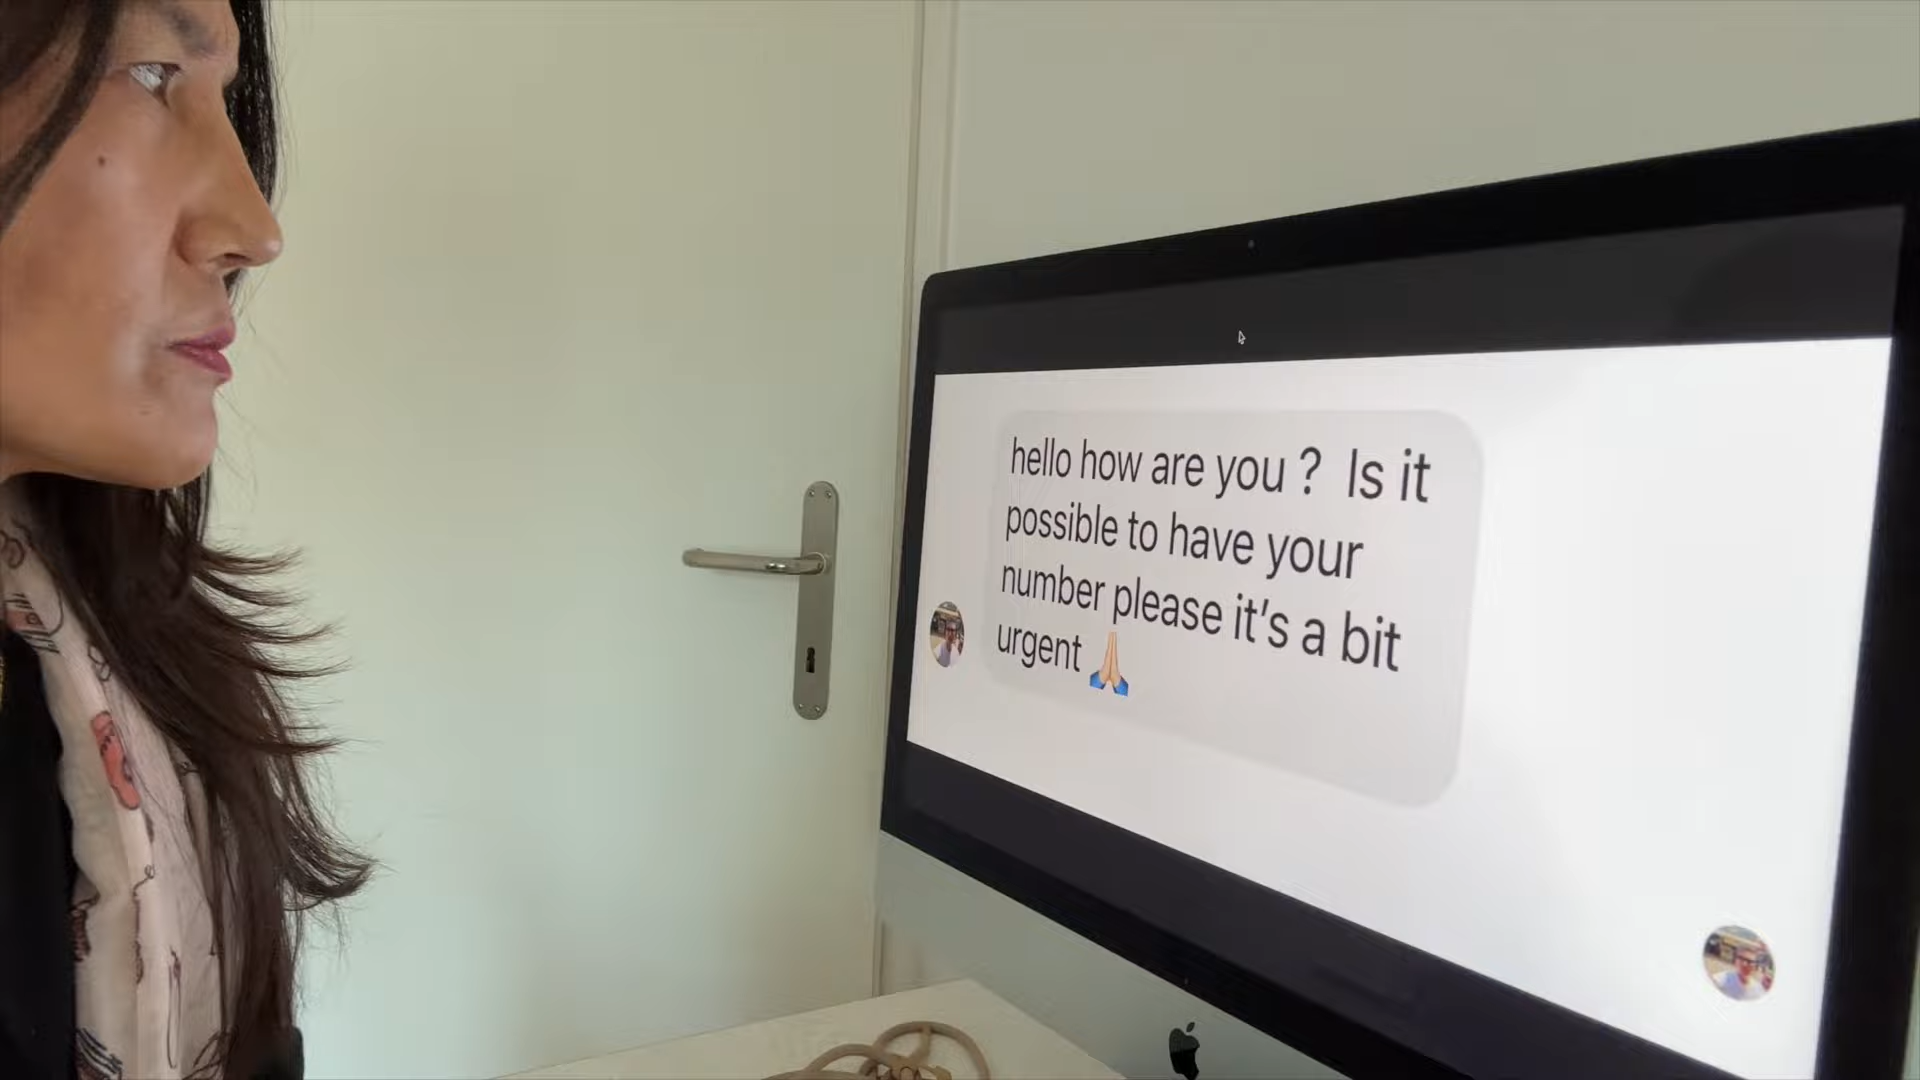 hello how are you ? Is it
possible to have your
number please it's a bit
urgent 🙏🏼